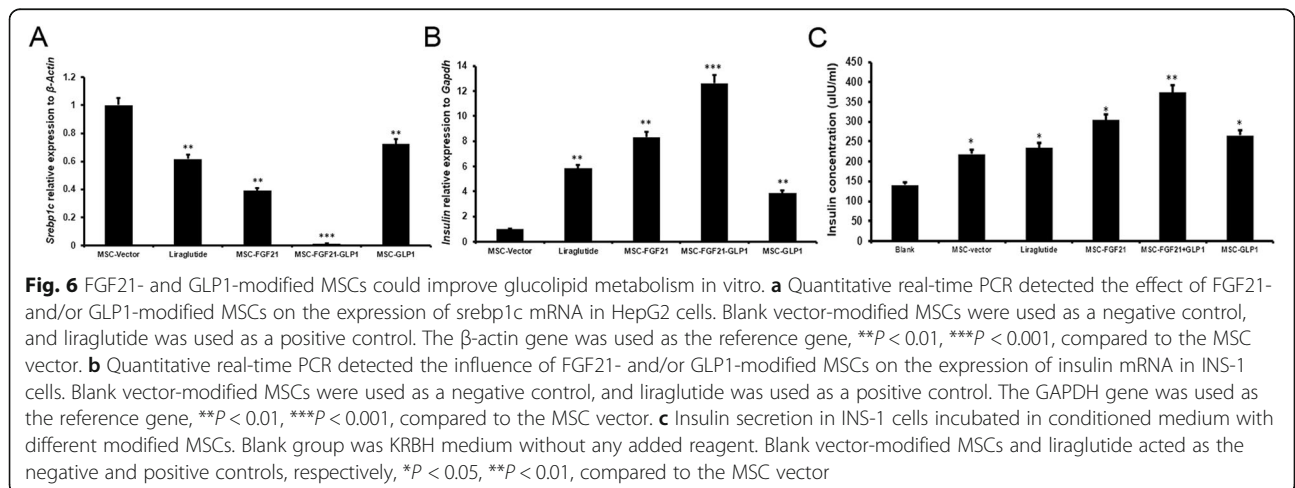 A
B
C
Srebp1c relative expression to β-Actin
1.2
1
0.8
0.6
0.4
0.2
0
**
**
***
**
MSC-Vector Liraglutide MSC-FGF21 MSC-FGF21-GLP1 MSC-GLP1
Insulin relative expression to Gapdh
14
12
10
8
6
4
2
0
**
**
***
**
MSC-Vector Liraglutide MSC-FGF21 MSC-FGF21-GLP1 MSC-GLP1
Insulin concentration (uIU/ml)
450
400
350
300
250
200
150
100
50
0
*
*
*
**
*
Blank MSC-vector Liraglutide MSC-FGF21 MSC-FGF21+GLP1 MSC-GLP1
Fig. 6 FGF21- and GLP1-modified MSCs could improve glucolipid metabolism in vitro. a Quantitative real-time PCR detected the effect of FGF21-
and/or GLP1-modified MSCs on the expression of srebp1c mRNA in HepG2 cells. Blank vector-modified MSCs were used as a negative control,
and liraglutide was used as a positive control. The β-actin gene was used as the reference gene, **P < 0.01, ***P < 0.001, compared to the MSC
vector. b Quantitative real-time PCR detected the influence of FGF21- and/or GLP1-modified MSCs on the expression of insulin mRNA in INS-1
cells. Blank vector-modified MSCs were used as a negative control, and liraglutide was used as a positive control. The GAPDH gene was used as
the reference gene, **P < 0.01, ***P < 0.001, compared to the MSC vector. c Insulin secretion in INS-1 cells incubated in conditioned medium with
different modified MSCs. Blank group was KRBH medium without any added reagent. Blank vector-modified MSCs and liraglutide acted as the
negative and positive controls, respectively, *P < 0.05, **P < 0.01, compared to the MSC vector